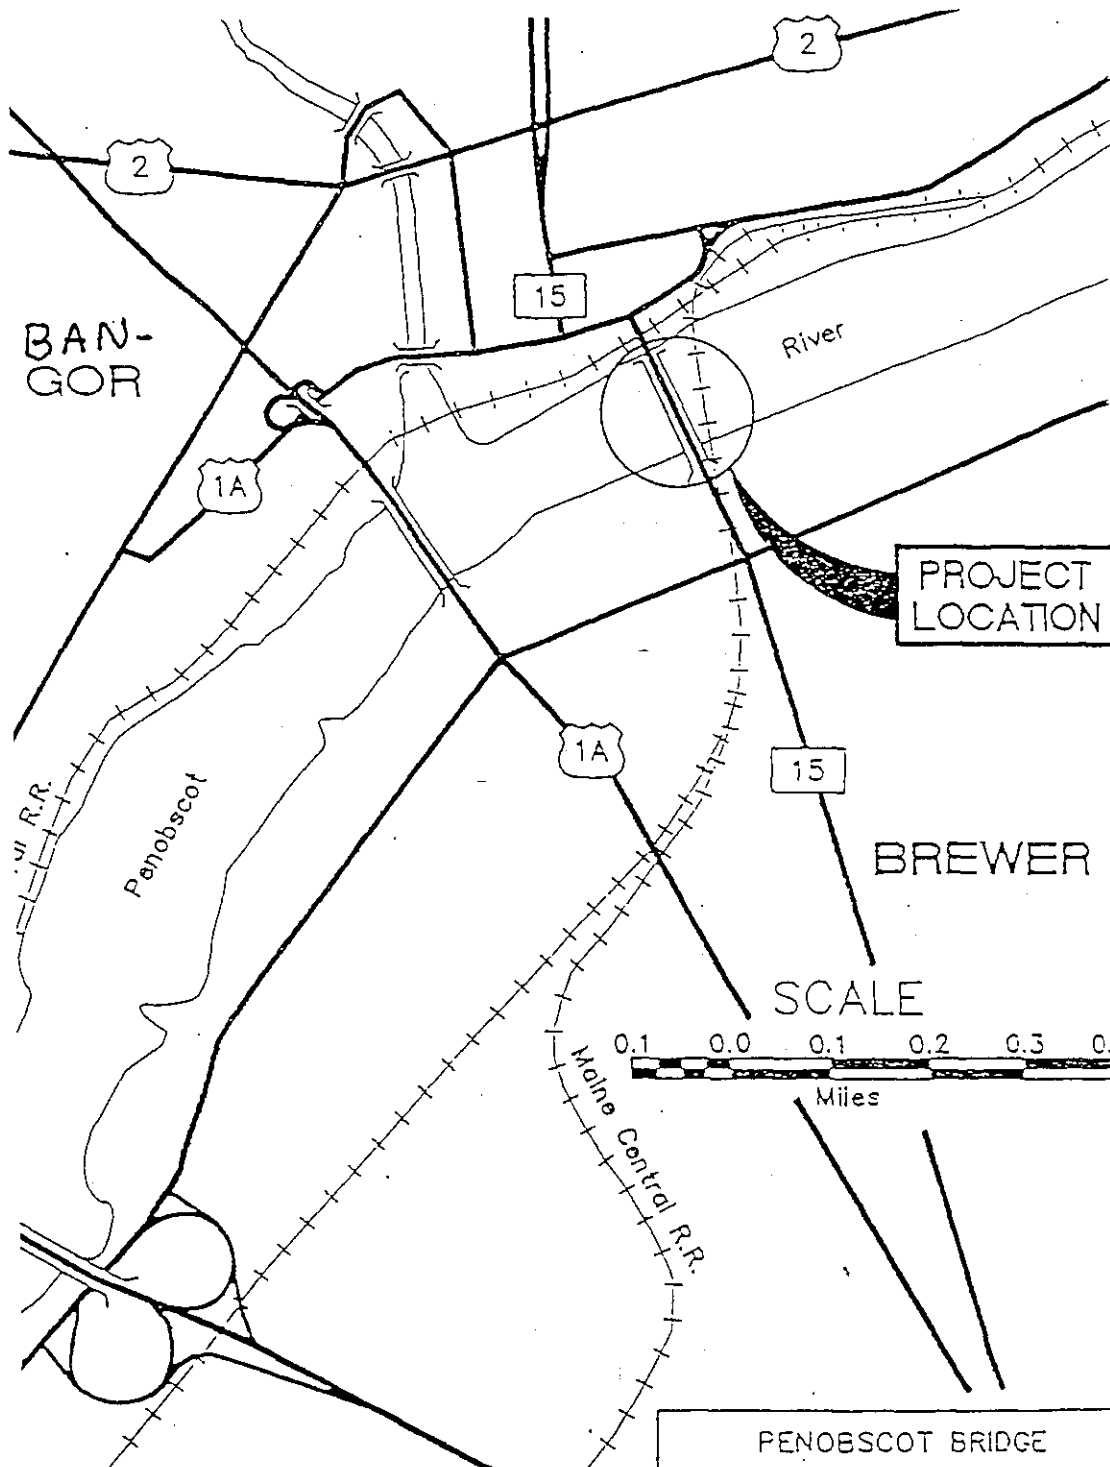 2
2
15
BAN-
GOR
River
1A
PROJECT
LOCATION
1A
15
R.R.
Penobscot
BREWER
SCALE
0.1 0.0 0.1 0.2 0.3
Miles
Maine Central R.R.
PENOBSCOT BRIDGE